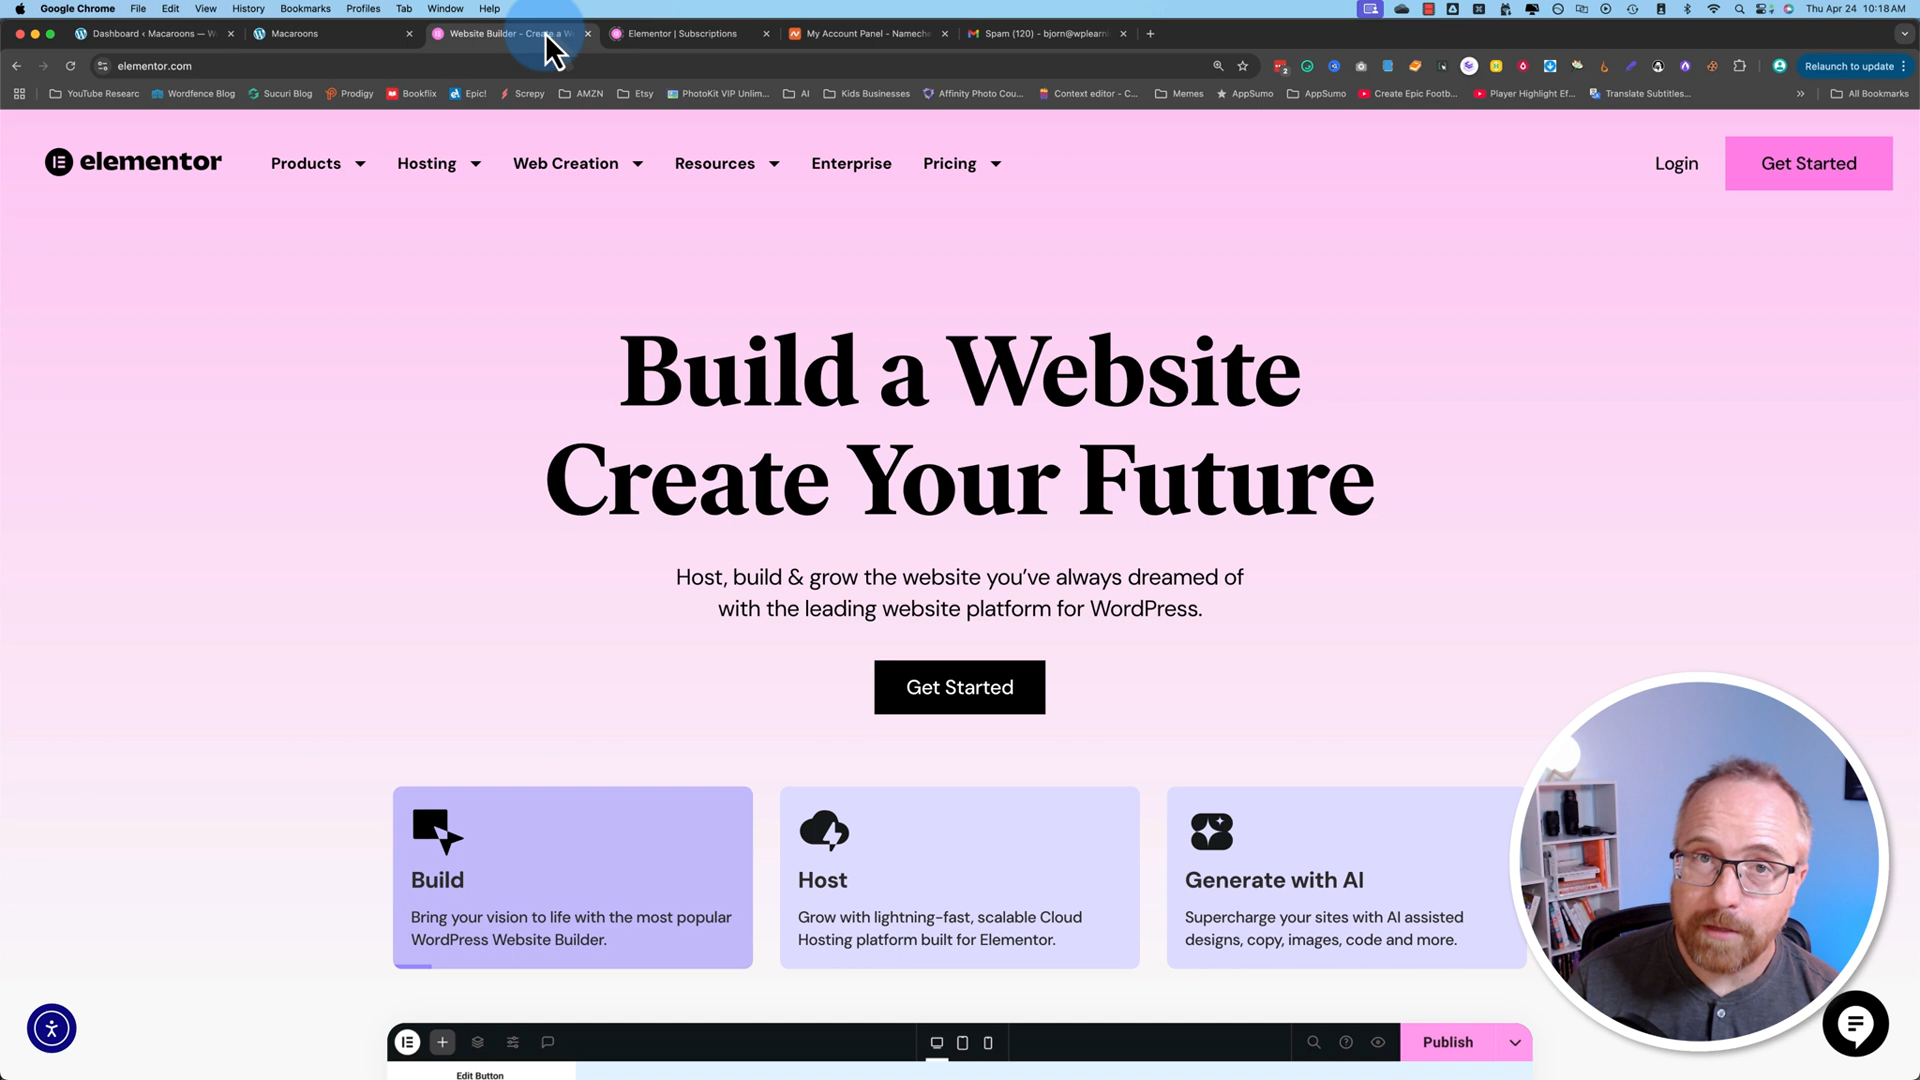 Google Chrome File Edit View History Bookmarks Profiles Tab Window Help Thu Apr 24 10:18 AM
Dashboard ‹ Macaroons — W Macaroons Website Builder - Create a W Elementor | Subscriptions My Account Panel - Nameche Spam (120) - bjorn@wplearni
elementor.com Relaunch to update
YouTube Researc Wordfence Blog Sucuri Blog Prodigy Bookflix Epic! Screpy AMZN Etsy PhotoKit VIP Unlim... AI Kids Businesses Affinity Photo Cou... Context editor - C... Memes AppSumo AppSumo Create Epic Footb... Player Highlight Ef... Translate Subtitles... » All Bookmarks
elementor Products Hosting Web Creation Resources Enterprise Pricing Login Get Started
Build a Website
Create Your Future
Host, build & grow the website you've always dreamed of
with the leading website platform for WordPress.
Get Started
Build
Bring your vision to life with the most popular
WordPress Website Builder.
Host
Grow with lightning-fast, scalable Cloud
Hosting platform built for Elementor.
Generate with AI
Supercharge your sites with AI assisted
designs, copy, images, code and more.
Publish
Edit Button